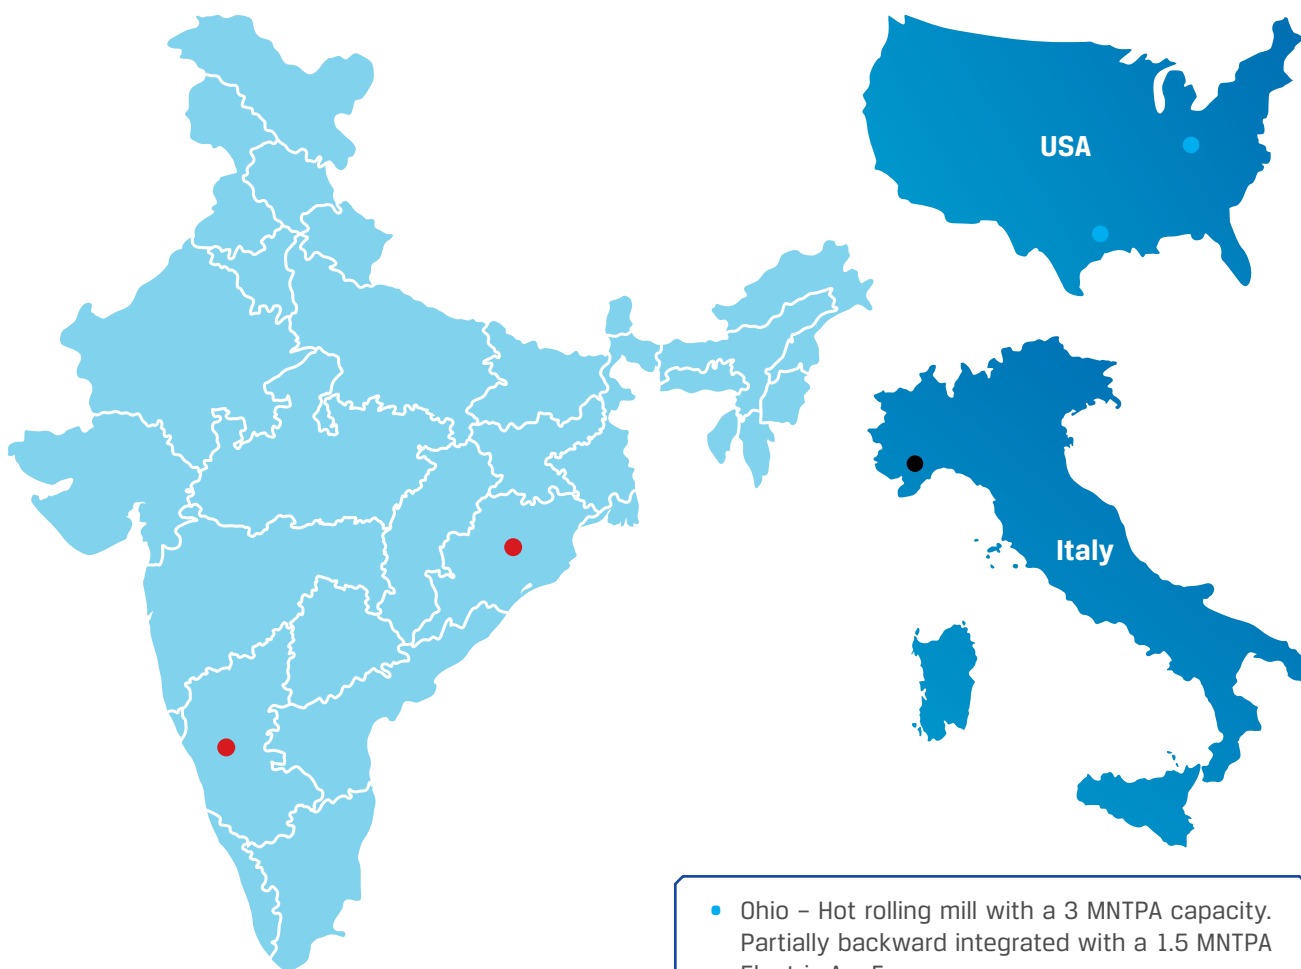 USA
Italy
• Ohio – Hot rolling mill with a 3 MNTPA capacity.
Partially backward integrated with a 1.5 MNTPA